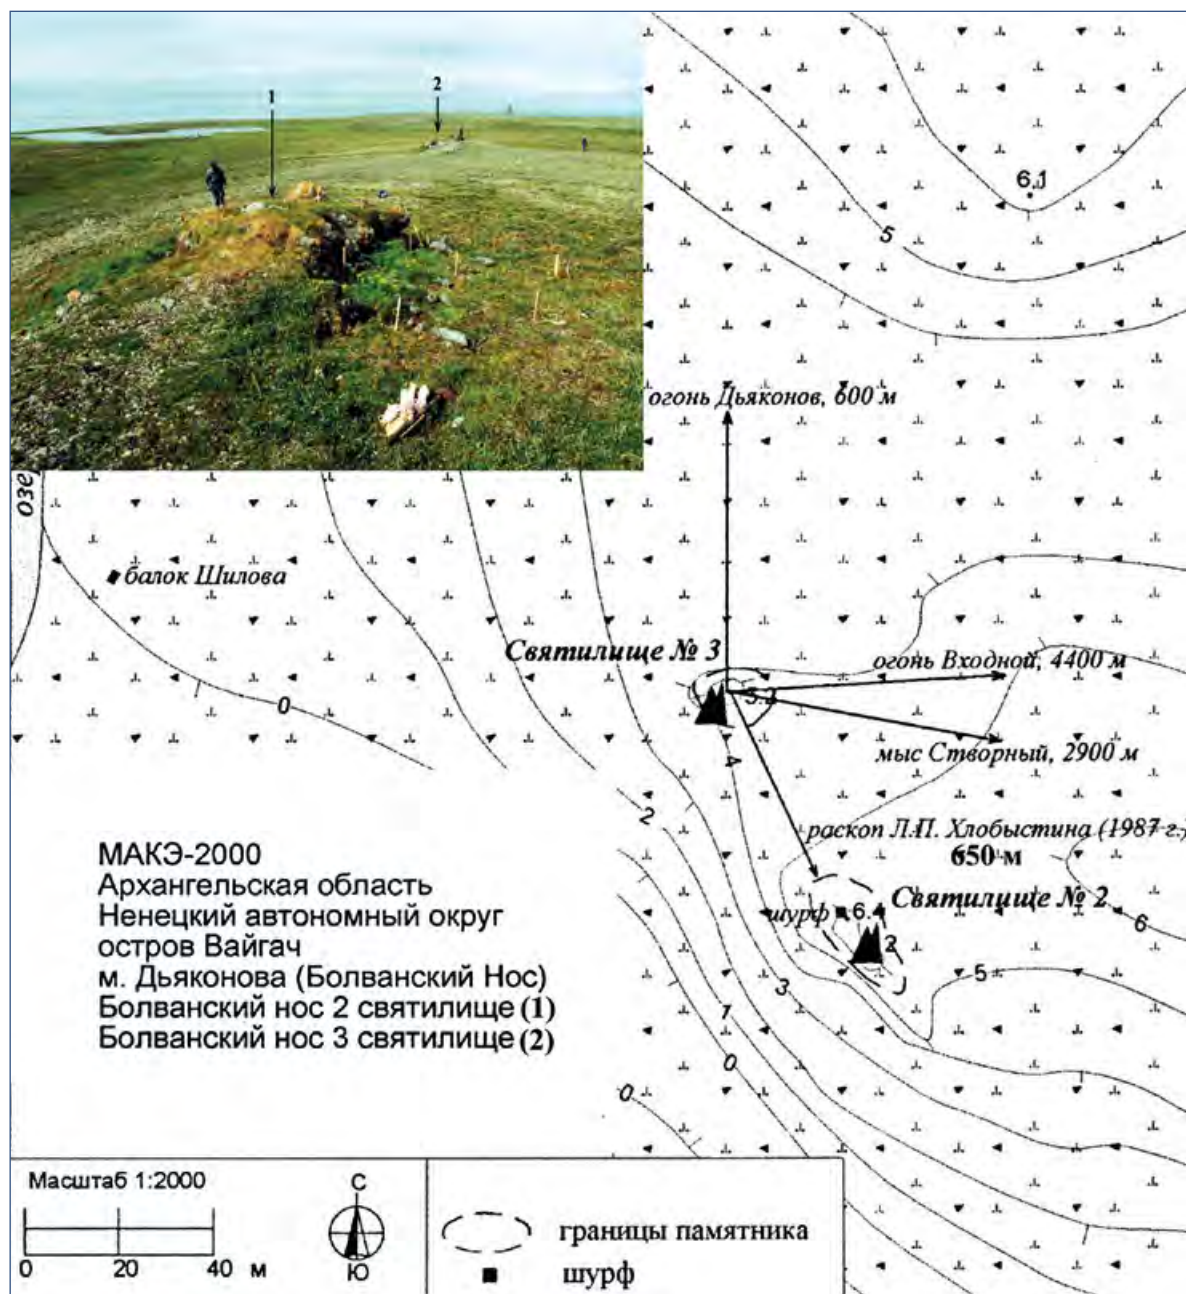 1
2
6.1
5
огонь Дьяконов, 600 м
озе
балок Шилова
Святилище № 3
огонь Входной, 4400 м
0
4
мыс Створный, 2900 м
2
раскоп Л.П. Хлобыстина (1987 г.)
650 м
Святилище № 2
шурф
6.4
2
6
5
3
1
0
0
МАКЭ-2000
Архангельская область
Ненецкий автономный округ
остров Вайгач
м. Дьяконова (Болванский Нос)
Болванский нос 2 святилище (1)
Болванский нос 3 святилище (2)
Масштаб 1:2000
0 20 40 м
С
Ю
границы памятника
шурф